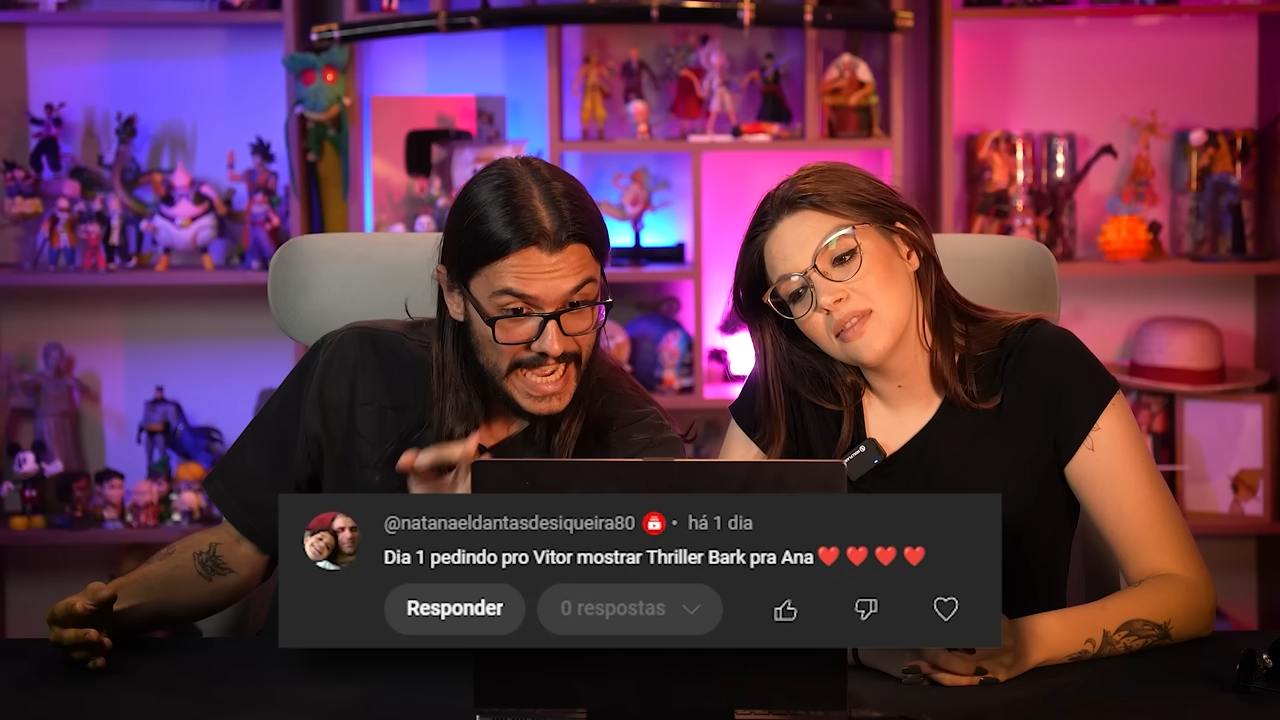 @natanaeldantasdesiqueira80 • há 1 dia
Dia 1 pedindo pro Vitor mostrar Thriller Bark pra Ana❤️❤️❤️❤️
Responder 0 respostas